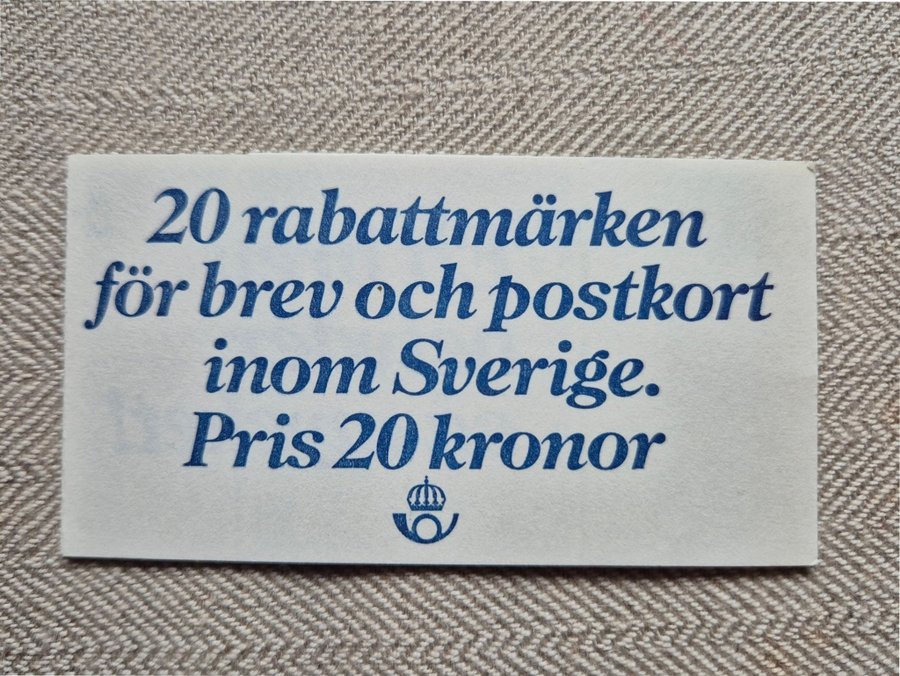 20 rabattmärken
för brev och postkort
inom Sverige.
Pris 20 kronor